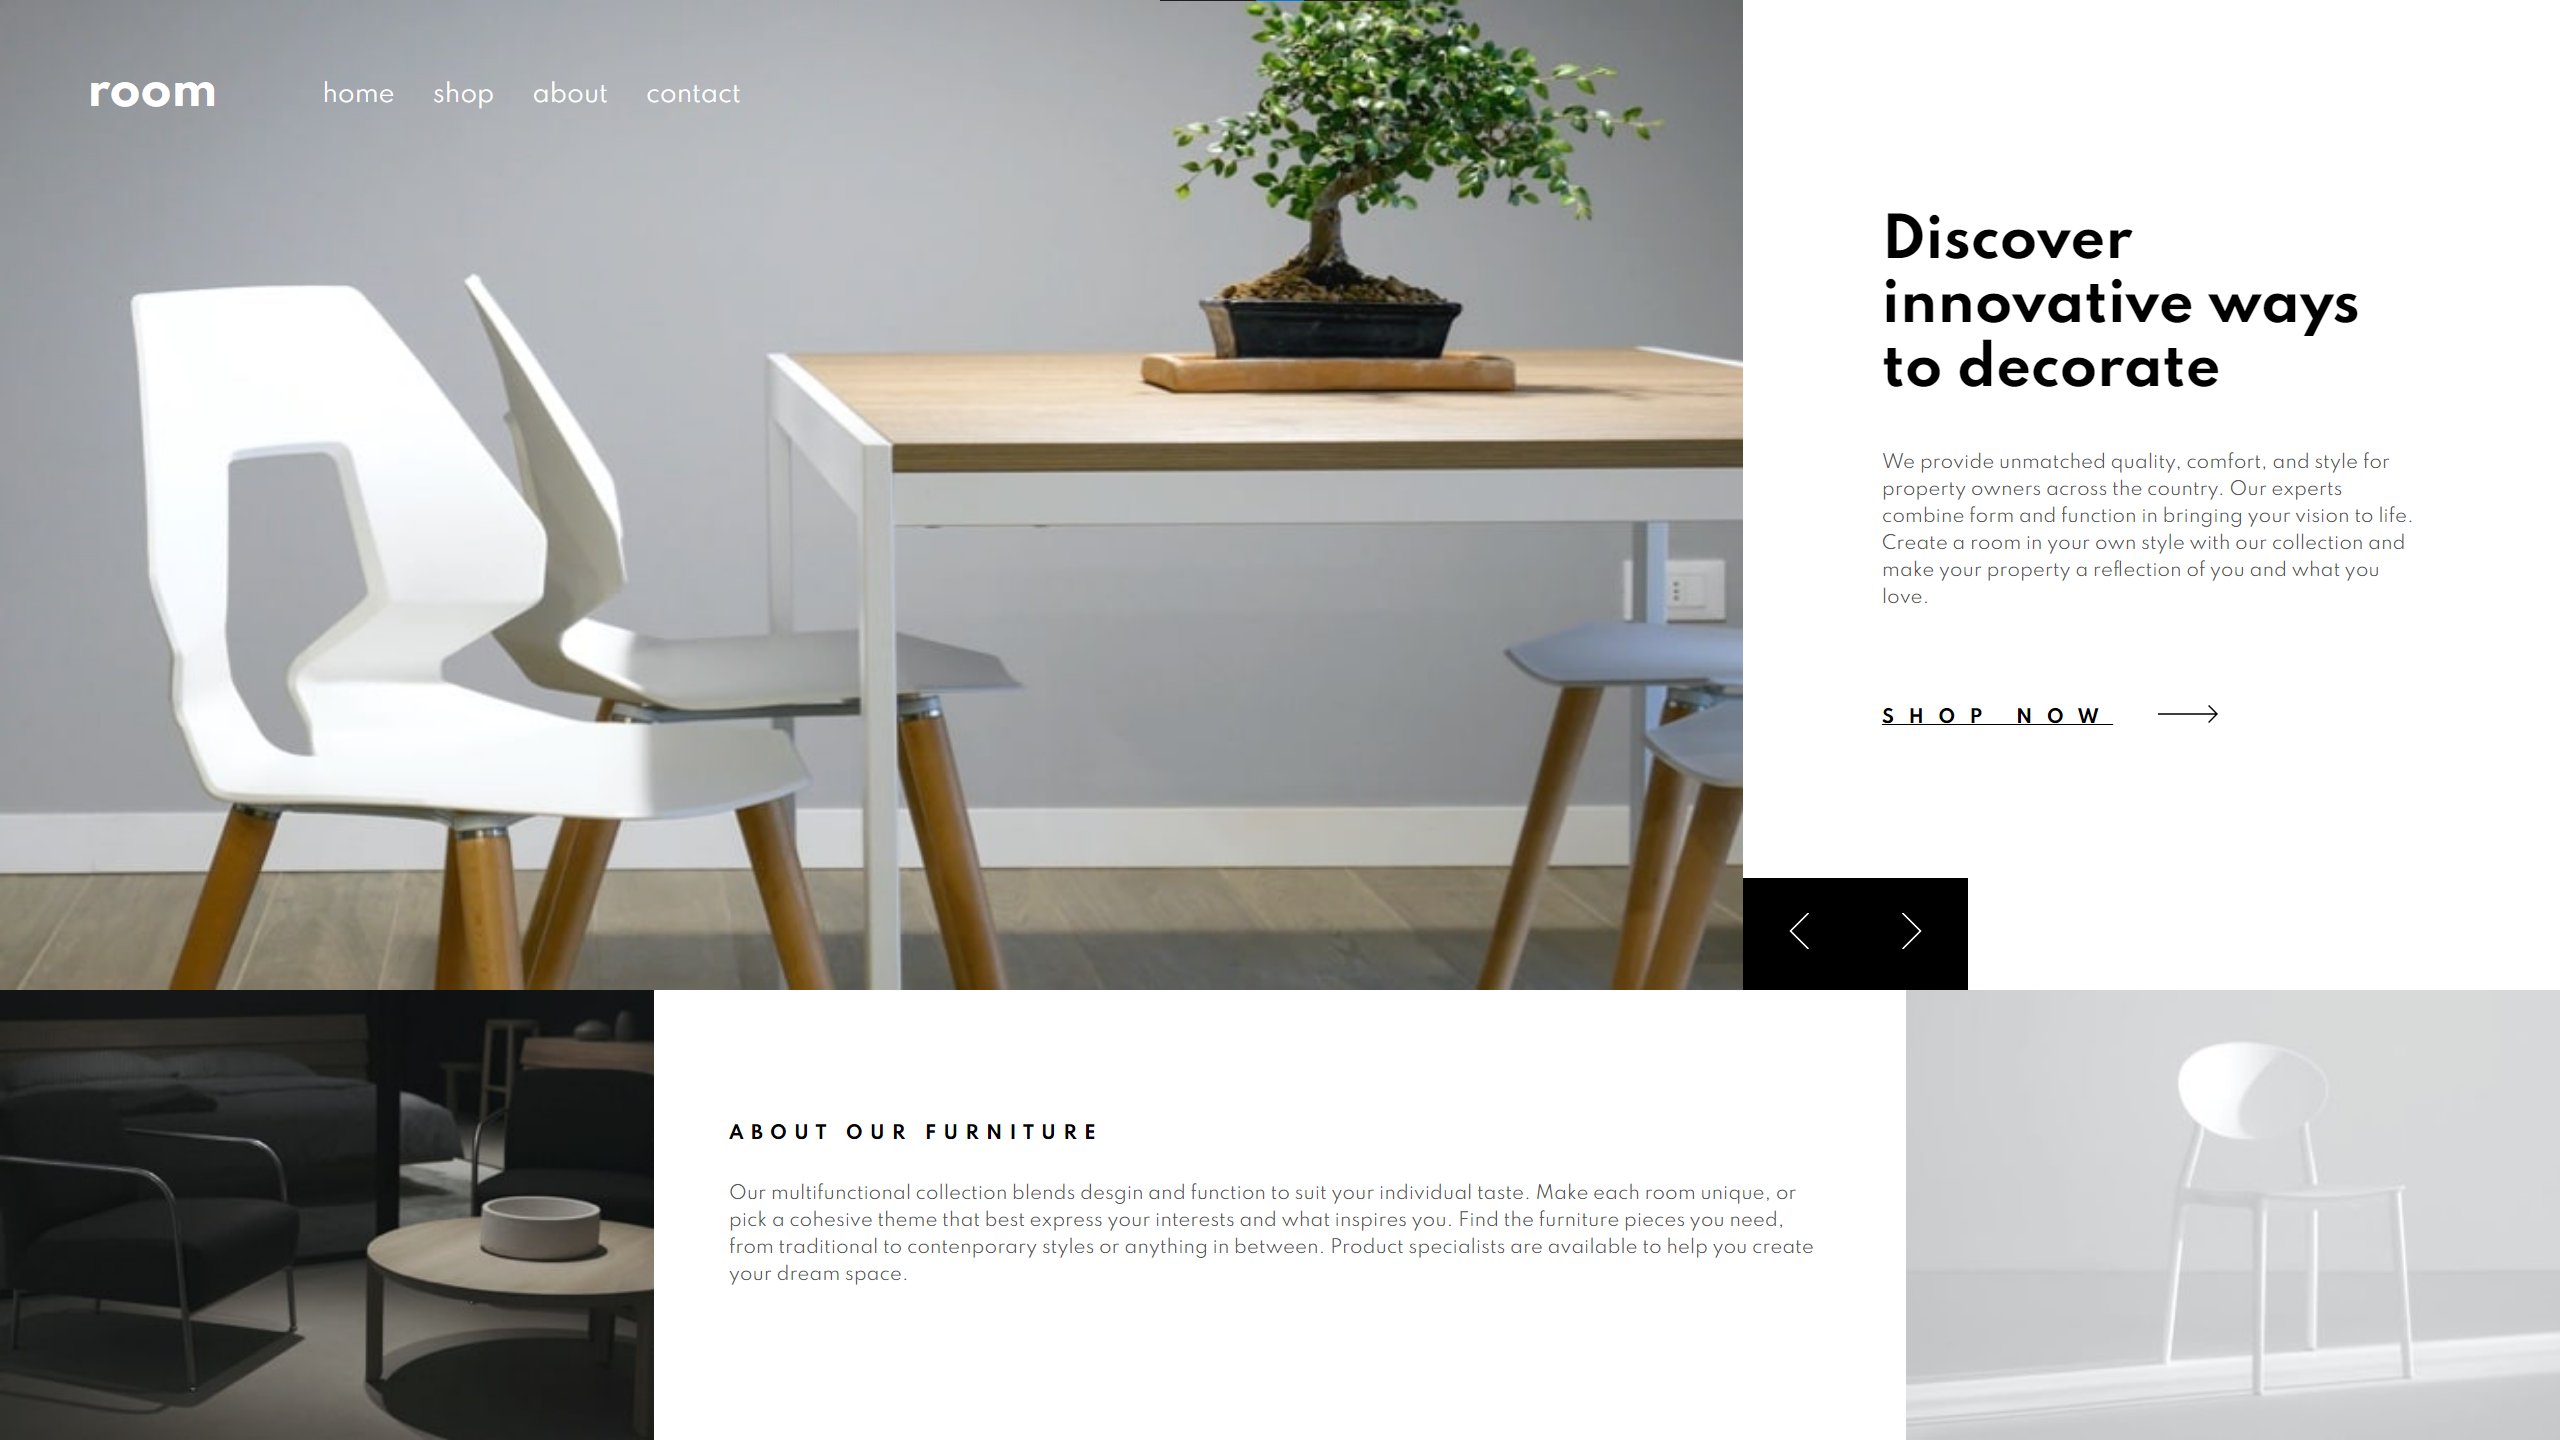 room
home shop about contact
Discover
innovative ways
to decorate
We provide unmatched quality, comfort, and style for
property owners across the country. Our experts
combine form and function in bringing your vision to life.
Create a room in your own style with our collection and
make your property a reflection of you and what you
love.
SHOP NOW
ABOUT OUR FURNITURE
Our multifunctional collection blends desgin and function to suit your individual taste. Make each room unique, or
pick a cohesive theme that best express your interests and what inspires you. Find the furniture pieces you need,
from traditional to contenporary styles or anything in between. Product specialists are available to help you create
your dream space.